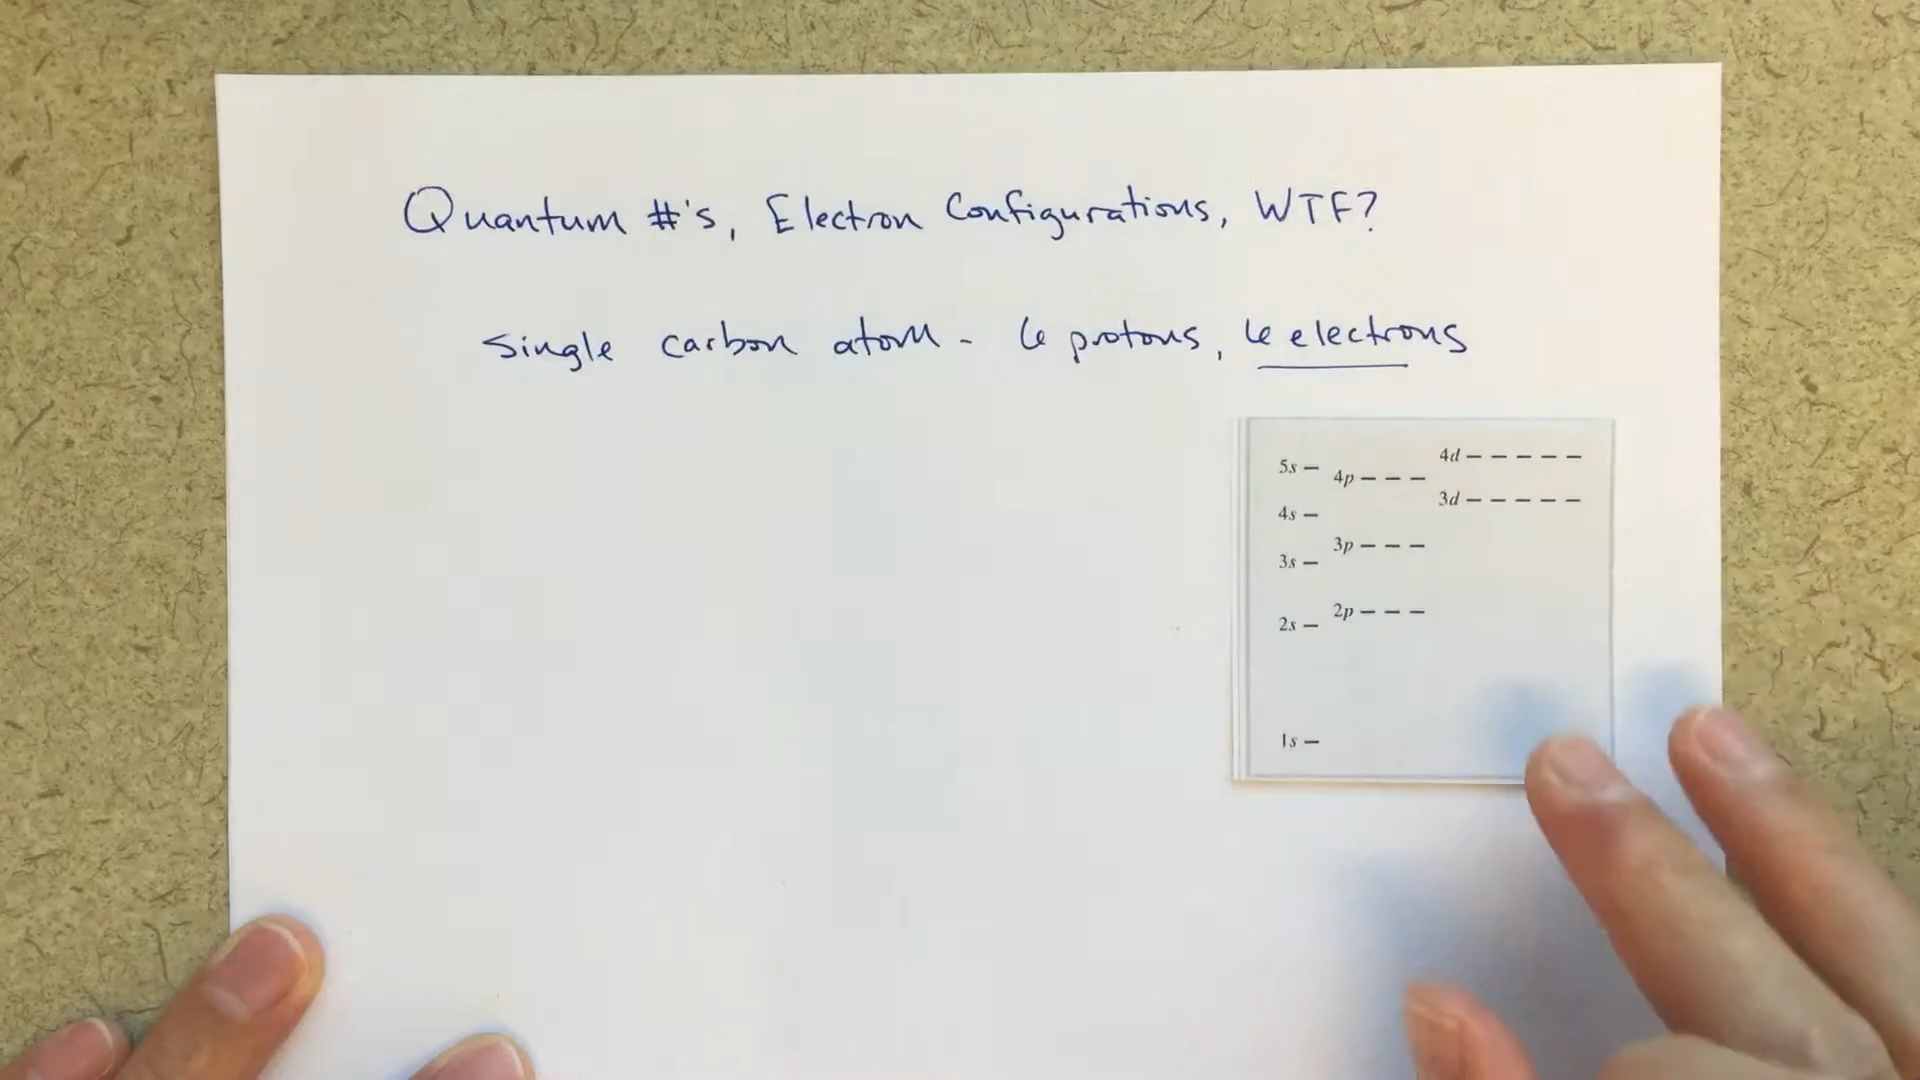 Quantum #'s, Electron Configurations, WTF?
Single carbon atom - 6 protons, 6 electrons
4d – – – – –
5s –
4p – – –
3d – – – – –
4s –
3p – – –
3s –
2p – – –
2s –
1s –